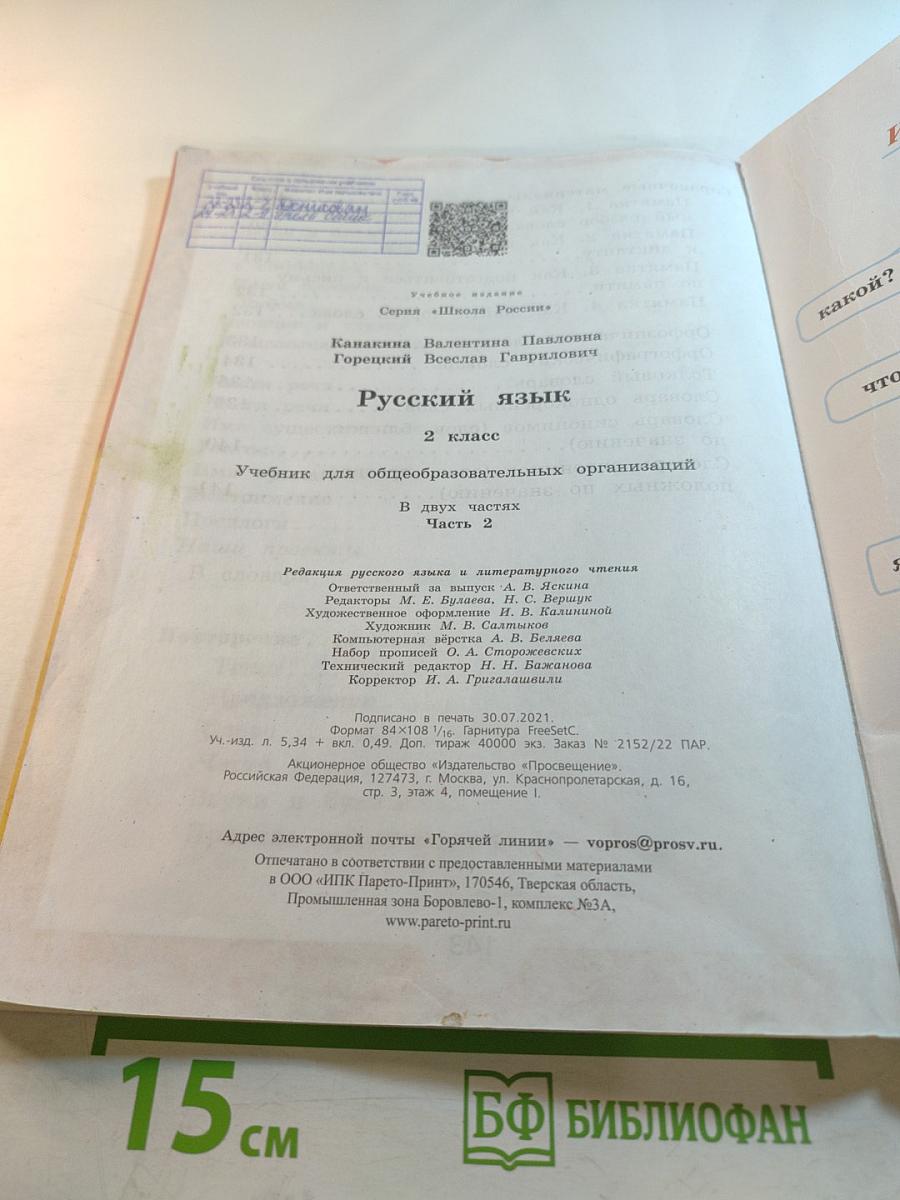 Учебное издание
Серия «Школа России»
Канакина Валентина Павловна
Горецкий Всеслав Гаврилович
Русский язык
2 класс
Учебник для общеобразовательных организаций
В двух частях
Часть 2
Редакция русского языка и литературного чтения
Ответственный за выпуск А. В. Яскина
Редакторы М. Е. Булаева, Н. С. Вершук
Художественное оформление И. В. Калининой
Художник М. В. Салтыков
Компьютерная вёрстка А. В. Беляева
Набор прописей О. А. Сторожевских
Технический редактор Н. Н. Бажанова
Корректор И. А. Григалашвили
Подписано в печать 30.07.2021.
Формат 84×108 1/16. Гарнитура FreeSetC.
Уч.-изд. л. 5,34 + вкл. 0,49. Доп. тираж 40000 экз. Заказ № 2152/22 ПАР.
Акционерное общество «Издательство «Просвещение».
Российская Федерация, 127473, г. Москва, ул. Краснопролетарская, д. 16,
стр. 3, этаж 4, помещение I.
Адрес электронной почты «Горячей линии» — vopros@prosv.ru.
Отпечатано в соответствии с предоставленными материалами
в ООО «ИПК Парето-Принт», 170546, Тверская область,
Промышленная зона Боровлево-1, комплекс №3А,
www.pareto-print.ru
какой?
что
15 см
БФ БИБЛИОФАН